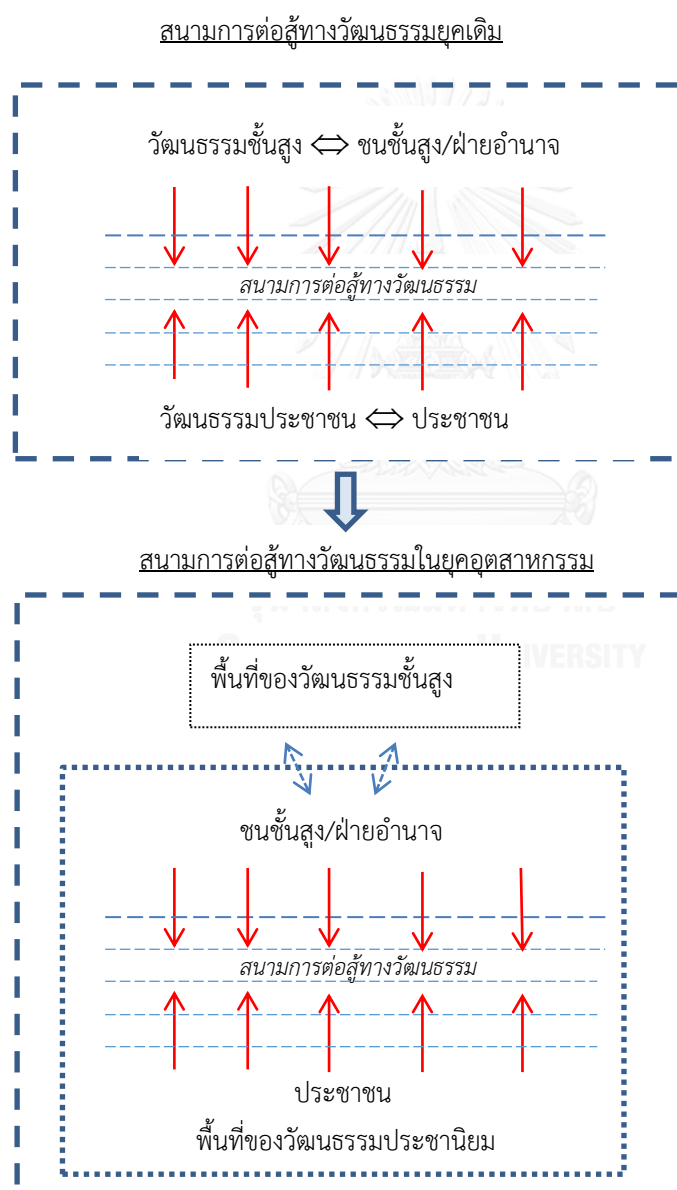 สนามการต่อสู้ทางวัฒนธรรมยุคเดิม
วัฒนธรรมชั้นสูง ⇔ ชนชั้นสูง/ฝ่ายอำนาจ
สนามการต่อสู้ทางวัฒนธรรม
วัฒนธรรมประชาชน ⇔ ประชาชน
สนามการต่อสู้ทางวัฒนธรรมในยุคอุตสาหกรรม
UNIVERSITY
พื้นที่ของวัฒนธรรมชั้นสูง
ชนชั้นสูง/ฝ่ายอำนาจ
สนามการต่อสู้ทางวัฒนธรรม
ประชาชน
พื้นที่ของวัฒนธรรมประชานิยม